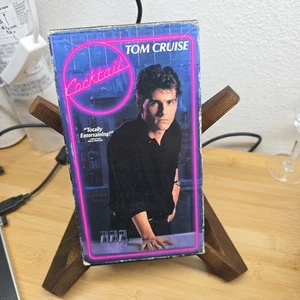 TOM CRUISE
Cocktail
"Totally
Entertaining!"